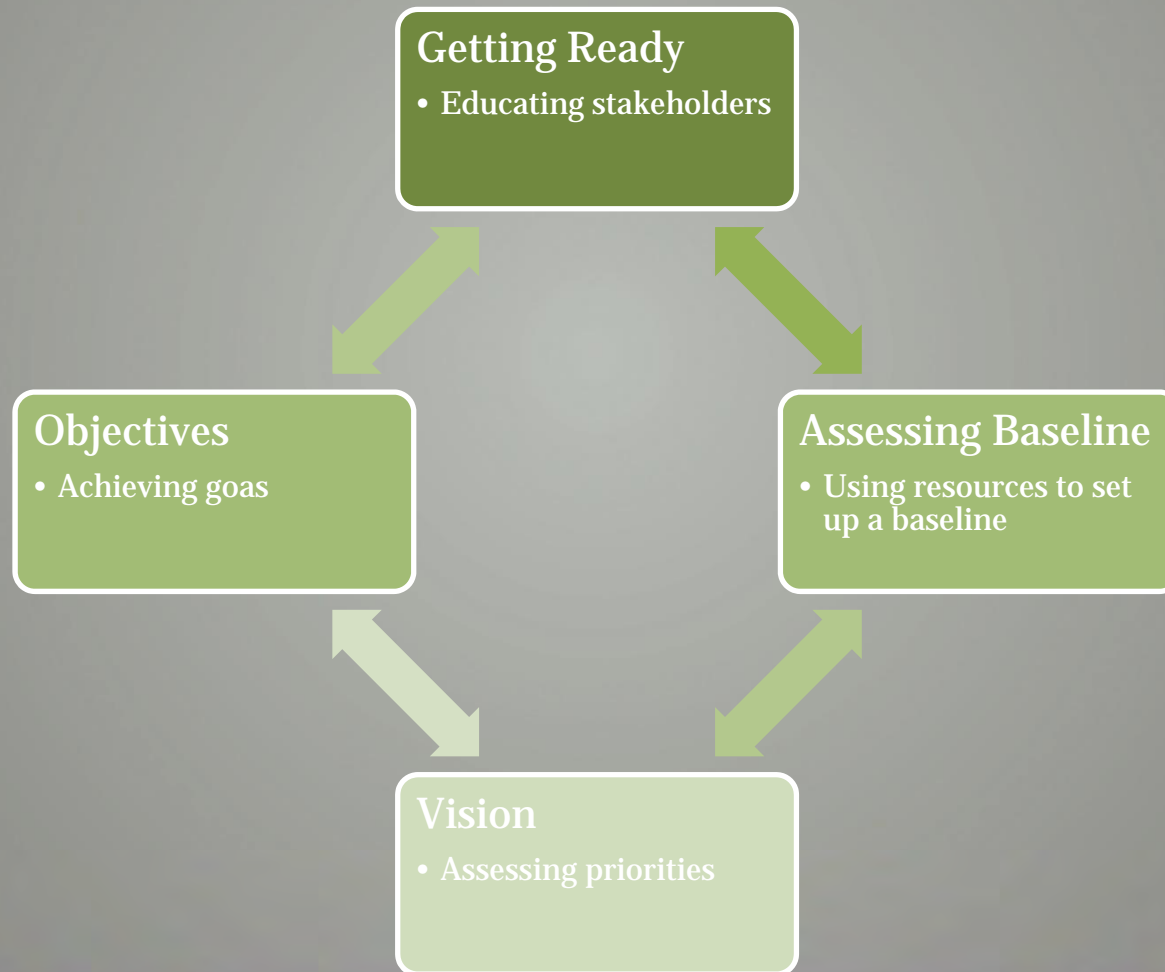 Getting Ready
• Educating stakeholders
Objectives
• Achieving goas
Assessing Baseline
• Using resources to set
up a baseline
Vision
• Assessing priorities